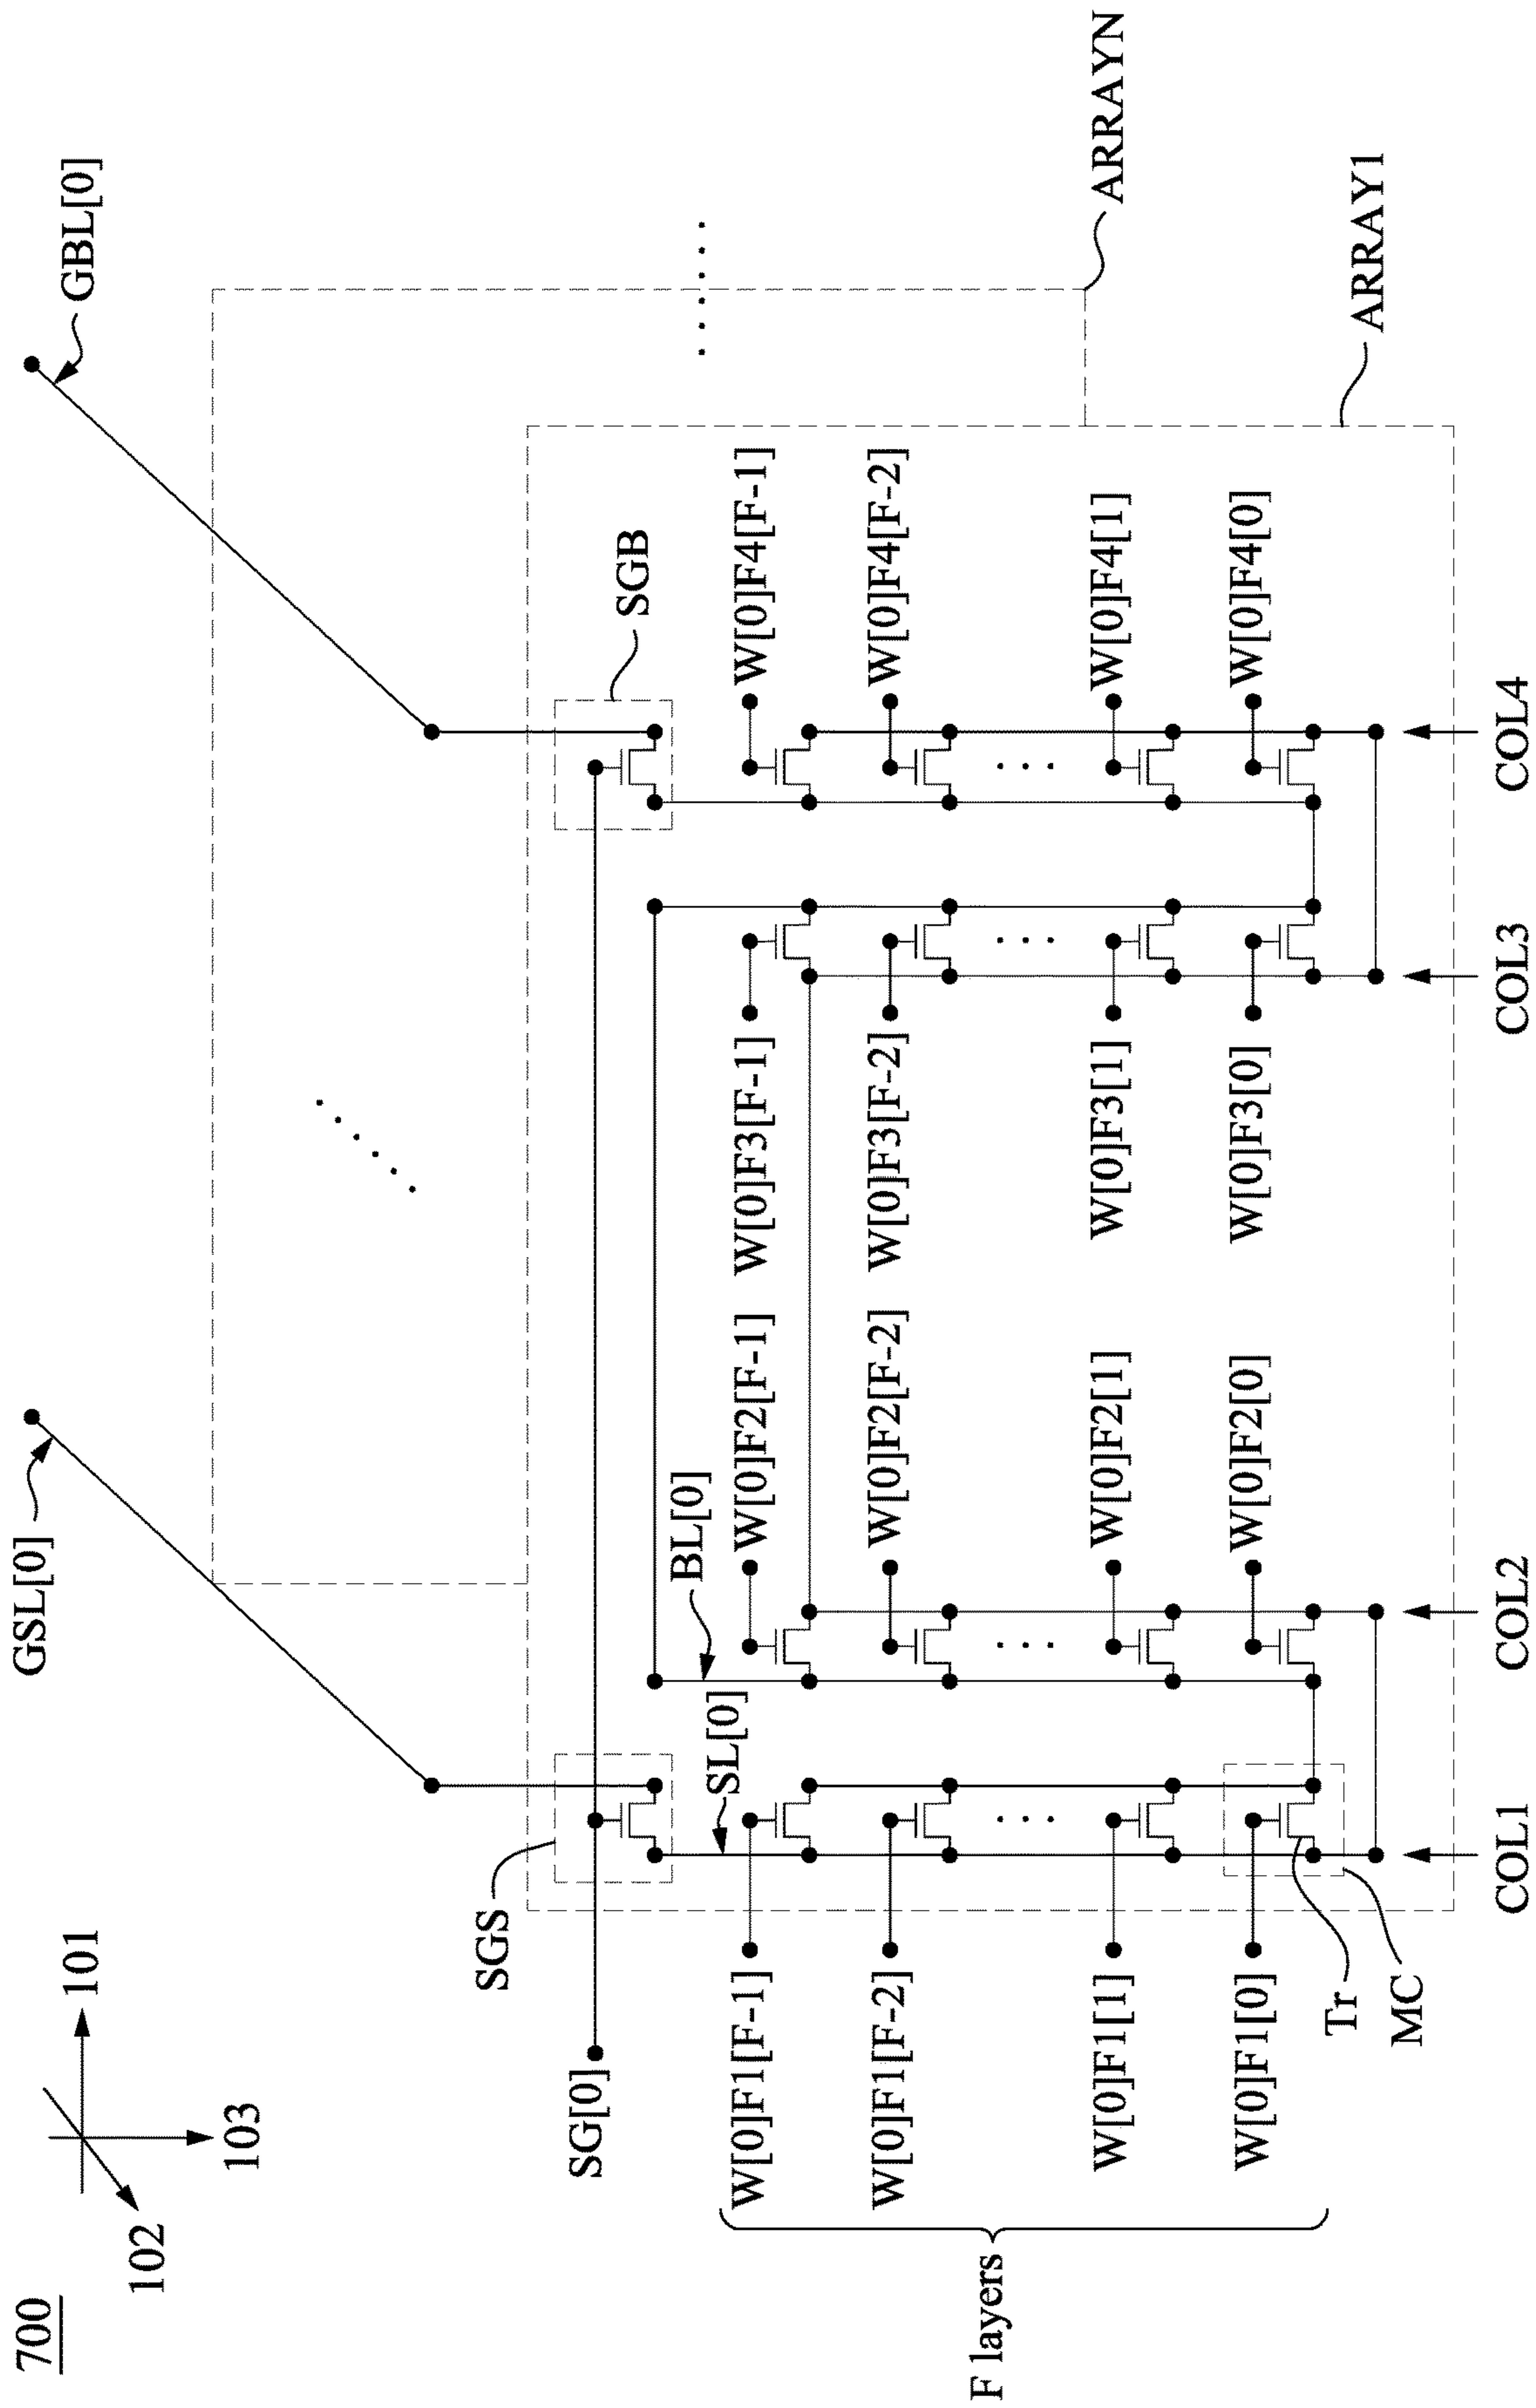 700
101
102
103
GSL[0]
GBL[0]
SG[0]
SGS
SGB
SL[0]
BL[0]
W[0]F1[F-1]
W[0]F2[F-1]
W[0]F3[F-1]
W[0]F4[F-1]
W[0]F1[F-2]
W[0]F2[F-2]
W[0]F3[F-2]
W[0]F4[F-2]
F layers
W[0]F1[1]
W[0]F2[1]
W[0]F3[1]
W[0]F4[1]
W[0]F1[0]
W[0]F2[0]
W[0]F3[0]
W[0]F4[0]
Tr
MC
ARRAYN
ARRAY1
COL1
COL2
COL3
COL4